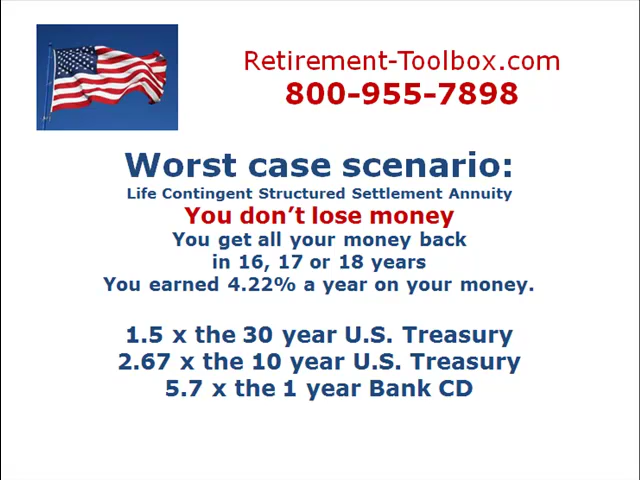 Retirement-Toolbox.com
800-955-7898
Worst case scenario:
Life Contingent Structured Settlement Annuity
You don't lose money
You get all your money back
in 16, 17 or 18 years
You earned 4.22% a year on your money.
1.5 x the 30 year U.S. Treasury
2.67 x the 10 year U.S. Treasury
5.7 x the 1 year Bank CD